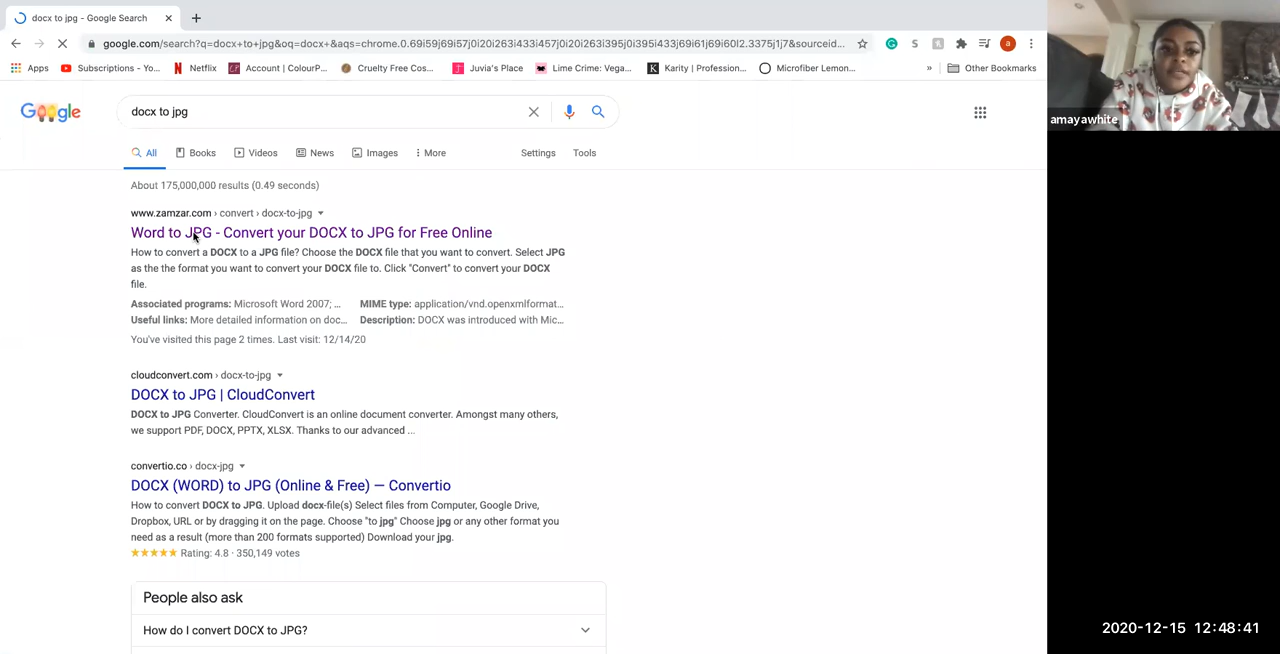 docx to jpg - Google Search
google.com/search?q=docx+to+jpg&oq=docx+&aqs=chrome.0.69i59j69i57j0i20i263i433i457j0i20i263i395j0i395i433j69i61j69i60l2.3375j1j7&sourceid...
a
Apps
Subscriptions - Yo...
Netflix
Account | ColourP...
Cruelty Free Cos...
Juvia's Place
Lime Crime: Vega...
Karity | Profession...
Microfiber Lemon...
»
Other Bookmarks
Google
docx to jpg
All
Books
Videos
News
Images
More
Settings
Tools
About 175,000,000 results (0.49 seconds)
www.zamzar.com › convert › docx-to-jpg
Word to JPG - Convert your DOCX to JPG for Free Online
How to convert a DOCX to a JPG file? Choose the DOCX file that you want to convert. Select JPG
as the the format you want to convert your DOCX file to. Click "Convert" to convert your DOCX
file.
Associated programs: Microsoft Word 2007; ... MIME type: application/vnd.openxmlformat...
Useful links: More detailed information on doc... Description: DOCX was introduced with Mic...
You've visited this page 2 times. Last visit: 12/14/20
cloudconvert.com › docx-to-jpg
DOCX to JPG | CloudConvert
DOCX to JPG Converter. CloudConvert is an online document converter. Amongst many others,
we support PDF, DOCX, PPTX, XLSX. Thanks to our advanced ...
convertio.co › docx-jpg
DOCX (WORD) to JPG (Online & Free) — Convertio
How to convert DOCX to JPG. Upload docx-file(s) Select files from Computer, Google Drive,
Dropbox, URL or by dragging it on the page. Choose "to jpg" Choose jpg or any other format you
need as a result (more than 200 formats supported) Download your jpg.
Rating: 4.8 · 350,149 votes
People also ask
How do I convert DOCX to JPG?
amayawhite
2020-12-15 12:48:41